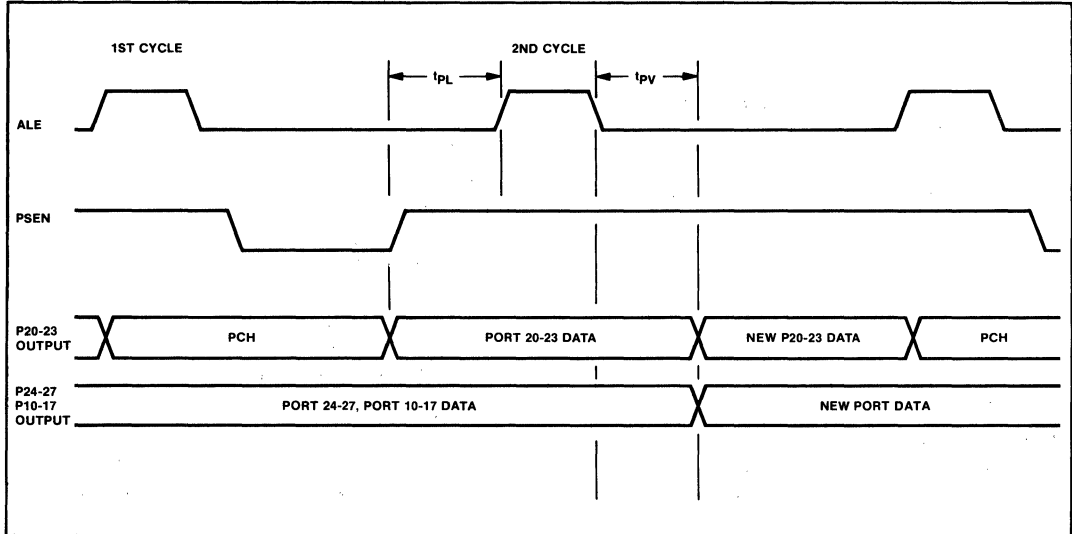 1ST CYCLE
2ND CYCLE
tPL
tPV
ALE
PSEN
P20-23
OUTPUT
PCH
PORT 20-23 DATA
NEW P20-23 DATA
PCH
P24-27
P10-17
OUTPUT
PORT 24-27, PORT 10-17 DATA
NEW PORT DATA